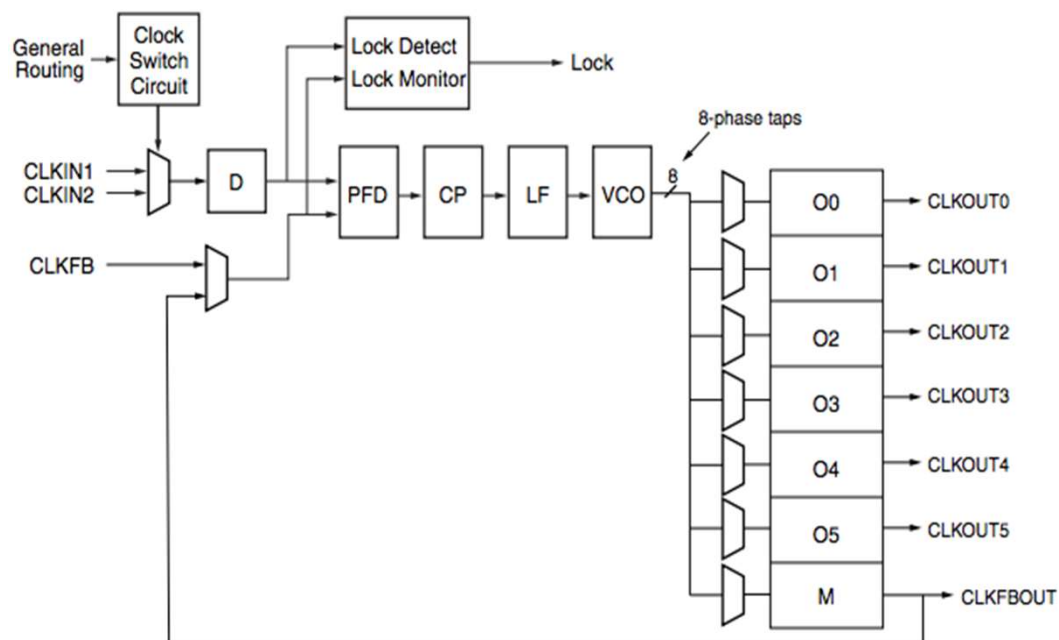 General
Routing
Clock
Switch
Circuit
Lock Detect
Lock Monitor
Lock
8-phase taps
CLKIN1
CLKIN2
D
PFD
CP
LF
VCO
8
CLKFB
O0
CLKOUT0
O1
CLKOUT1
O2
CLKOUT2
O3
CLKOUT3
O4
CLKOUT4
O5
CLKOUT5
M
CLKFBOUT